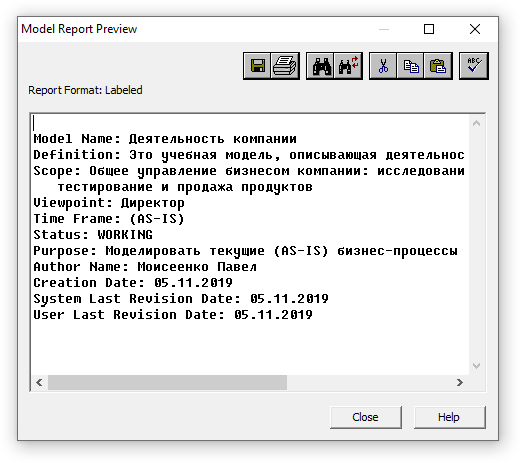 Model Report Preview
ABC
Report Format: Labeled
Model Name: Деятельность компании
Definition: Это учебная модель, описывающая деятельнос
Scope: Общее управление бизнесом компании: исследовани
тестирование и продажа продуктов
Viewpoint: Директор
Time Frame: (AS-IS)
Status: WORKING
Purpose: Моделировать текущие (AS-IS) бизнес-процессы
Author Name: Моисеенко Павел
Creation Date: 05.11.2019
System Last Revision Date: 05.11.2019
User Last Revision Date: 05.11.2019
Close Help